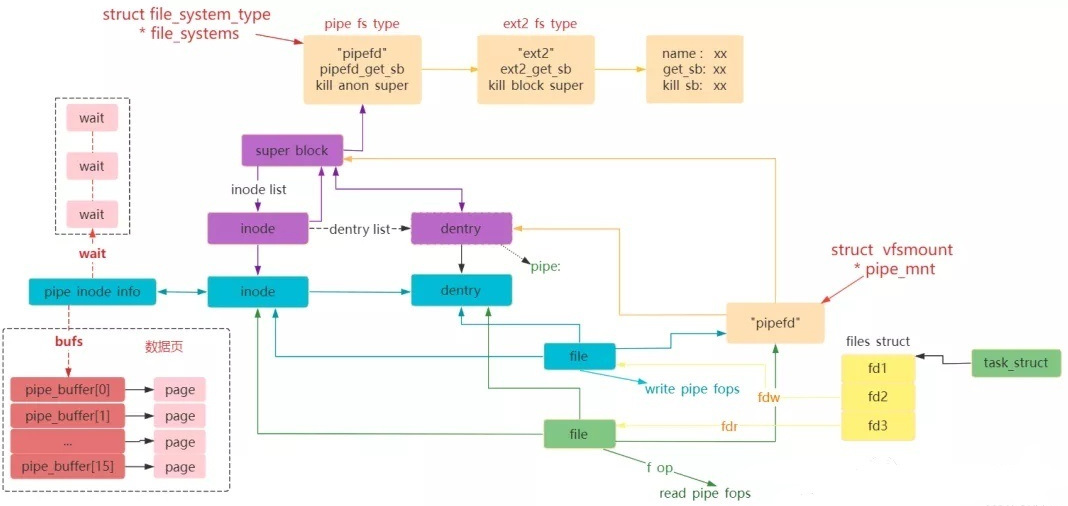 struct file_system_type
* file_systems
pipe fs type
ext2 fs type
"pipefd"
pipefd_get_sb
kill anon super
"ext2"
ext2_get_sb
kill block super
name : xx
get_sb: xx
kill sb: xx
wait
wait
wait
super block
inode list
inode
dentry list
dentry
wait
pipe:
struct vfsmount
* pipe_mnt
pipe inode info
inode
dentry
"pipefd"
bufs
数据页
files struct
file
fd1
task_struct
pipe_buffer[0]
page
write pipe fops
fdw
fd2
pipe_buffer[1]
page
file
fdr
fd3
...
page
pipe_buffer[15]
page
f op
read pipe fops